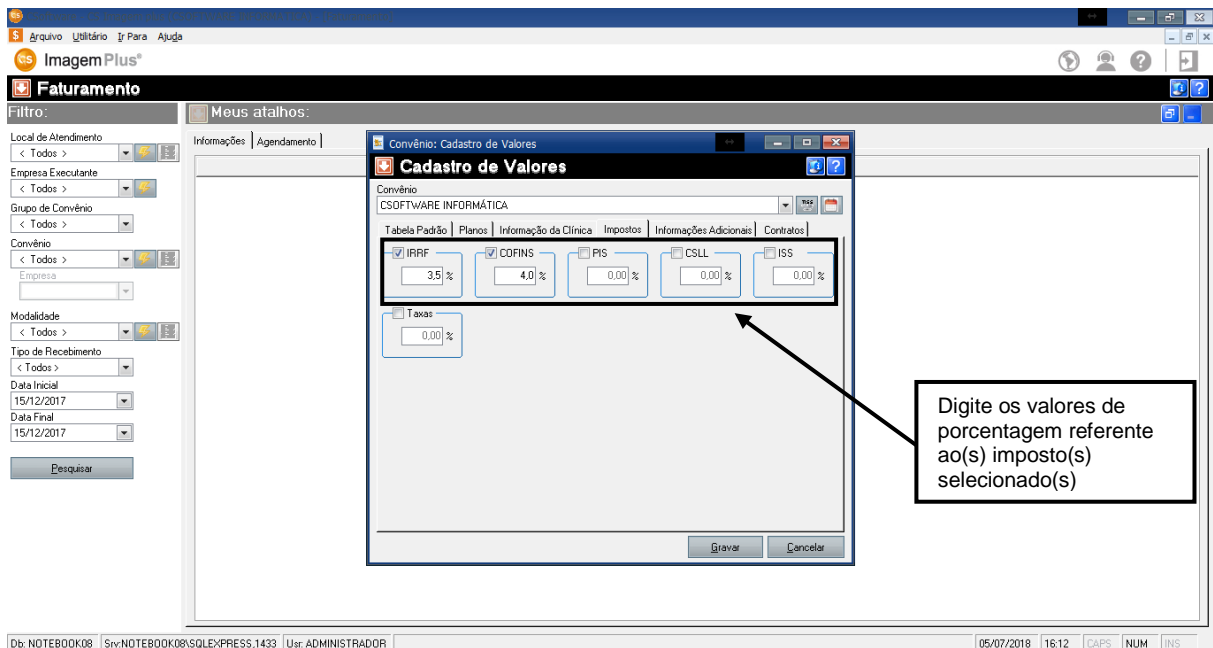 Arquivo Utilitário Ir Para Ajuda
ImagemPlus®
Faturamento
Filtro:
Meus atalhos:
Local de Atendimento
< Todos >
Empresa Executante
< Todos >
Grupo de Convênio
< Todos >
Convênio
< Todos >
Empresa
Modalidade
< Todos >
Tipo de Recebimento
< Todos >
Data Inicial
15/12/2017
Data Final
15/12/2017
Pesquisar
Informações Agendamento
Convênio: Cadastro de Valores
Cadastro de Valores
Convênio
CSOFTWARE INFORMÁTICA
Tabela Padrão Planos Informação da Clínica Impostos Informações Adicionais Contratos
IRRF COFINS PIS CSLL ISS
3,5 % 4,0 % 0,00 % 0,00 % 0,00 %
Taxas
0,00 %
Gravar Cancelar
Digite os valores de
porcentagem referente
ao(s) imposto(s)
selecionado(s)
Db: NOTEBOOK08 Srv:NOTEBOOK08\SQLEXPRESS,1433 Usr: ADMINISTRADOR 05/07/2018 16:12 CAPS NUM INS